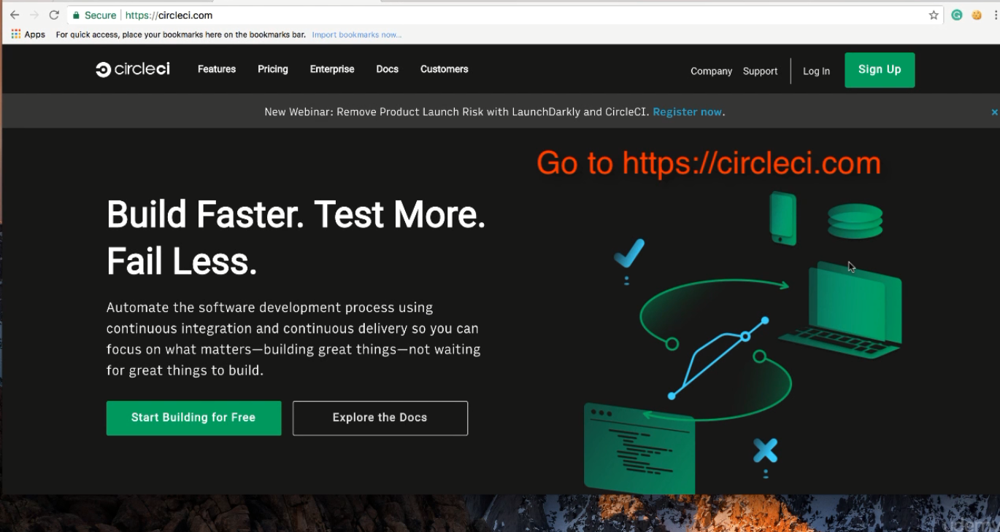 Secure https://circleci.com
Apps For quick access, place your bookmarks here on the bookmarks bar. Import bookmarks now...
circleci Features Pricing Enterprise Docs Customers Company Support Log In Sign Up
New Webinar: Remove Product Launch Risk with LaunchDarkly and CircleCI. Register now.
Go to https://circleci.com
Build Faster. Test More.
Fail Less.
Automate the software development process using
continuous integration and continuous delivery so you can
focus on what matters—building great things—not waiting
for great things to build.
Start Building for Free Explore the Docs
udemy